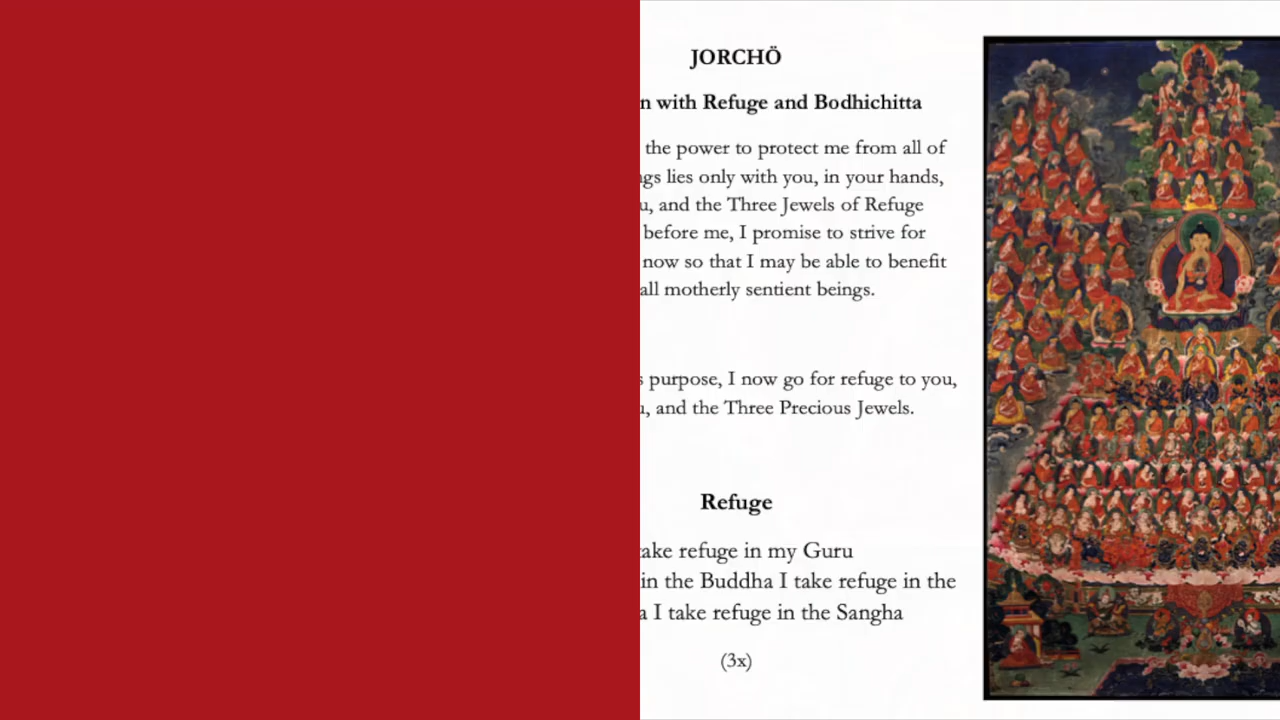 JORCHÖ
n with Refuge and Bodhichitta
the power to protect me from all of
gs lies only with you, in your hands,
u, and the Three Jewels of Refuge
before me, I promise to strive for
now so that I may be able to benefit
all motherly sentient beings.
s purpose, I now go for refuge to you,
u, and the Three Precious Jewels.
Refuge
take refuge in my Guru
in the Buddha I take refuge in the
a I take refuge in the Sangha
(3x)